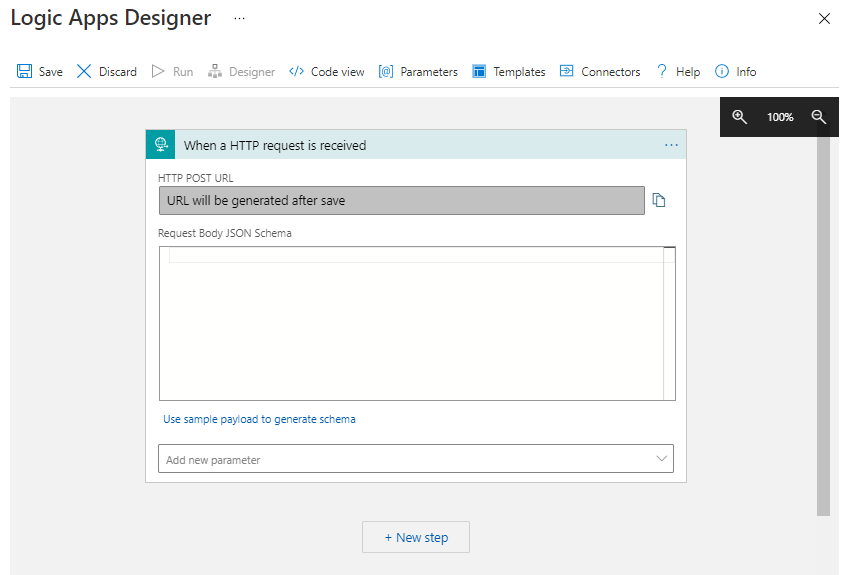 Logic Apps Designer ...
Save Discard Run Designer </> Code view [@] Parameters Templates Connectors ? Help Info
100%
When a HTTP request is received ...
HTTP POST URL
URL will be generated after save
Request Body JSON Schema
Use sample payload to generate schema
Add new parameter
+ New step